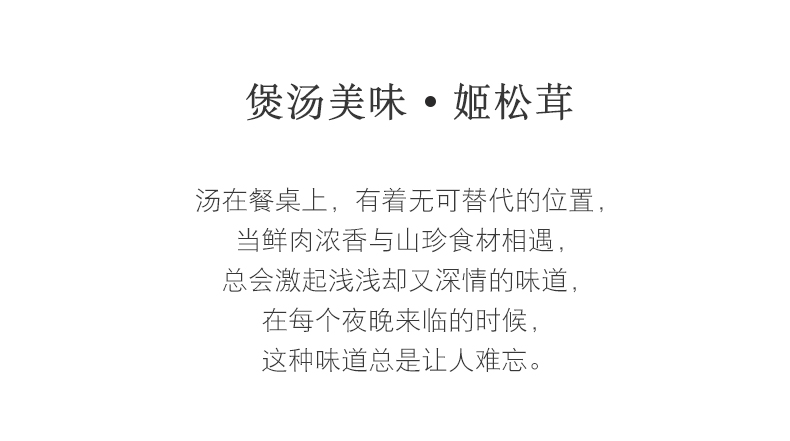 煲汤美味·姬松茸
汤在餐桌上，有着无可替代的位置，
当鲜肉浓香与山珍食材相遇，
总会激起浅浅却又深情的味道，
在每个夜晚来临的时候，
这种味道总是让人难忘。